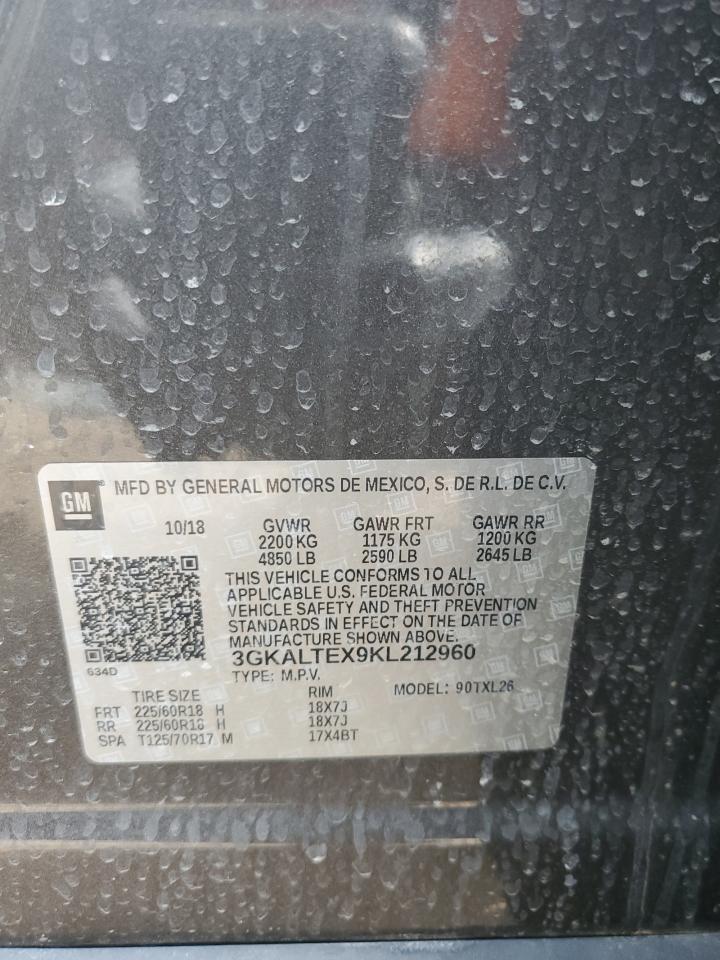 GM ® MFD BY GENERAL MOTORS DE MEXICO, S. DE R.L. DE C.V.
10/18 GVWR GAWR FRT GAWR RR
2200 KG 1175 KG 1200 KG
4850 LB 2590 LB 2645 LB
THIS VEHICLE CONFORMS TO ALL
APPLICABLE U.S. FEDERAL MOTOR
VEHICLE SAFETY AND THEFT PREVENTION
STANDARDS IN EFFECT ON THE DATE OF
MANUFACTURE SHOWN ABOVE.
3GKALTEX9KL212960
634D TYPE: M.P.V. MODEL: 90TXL26
TIRE SIZE RIM
FRT 225/60R18 H 18X7J
RR 225/60R18 H 18X7J
SPA T125/70R17 M 17X4BT